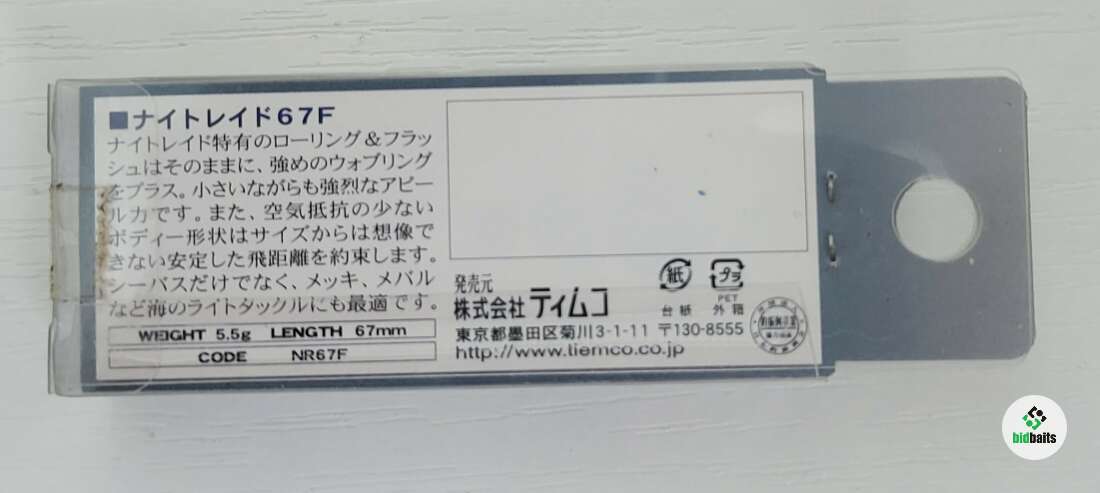 ■ナイトレイド67F
ナイトレイド特有のローリング&フラッ
シュはそのままに、強めのウォブリング
をプラス。小さいながらも強烈なアピー
ル力です。また、空気抵抗の少ない
ボディー形状はサイズからは想像で
きない安定した飛距離を約束します。
シーバスだけでなく、メッキ、メバル
など海のライトタックルにも最適です。
WEIGHT 5.5g LENGTH 67mm
CODE NR67F
発売元
株式会社 ティムコ
東京都墨田区菊川3-1-11 〒130-8555
http://www.tiemco.co.jp
紙
台紙
プラ
PET
外箱
bidbaits